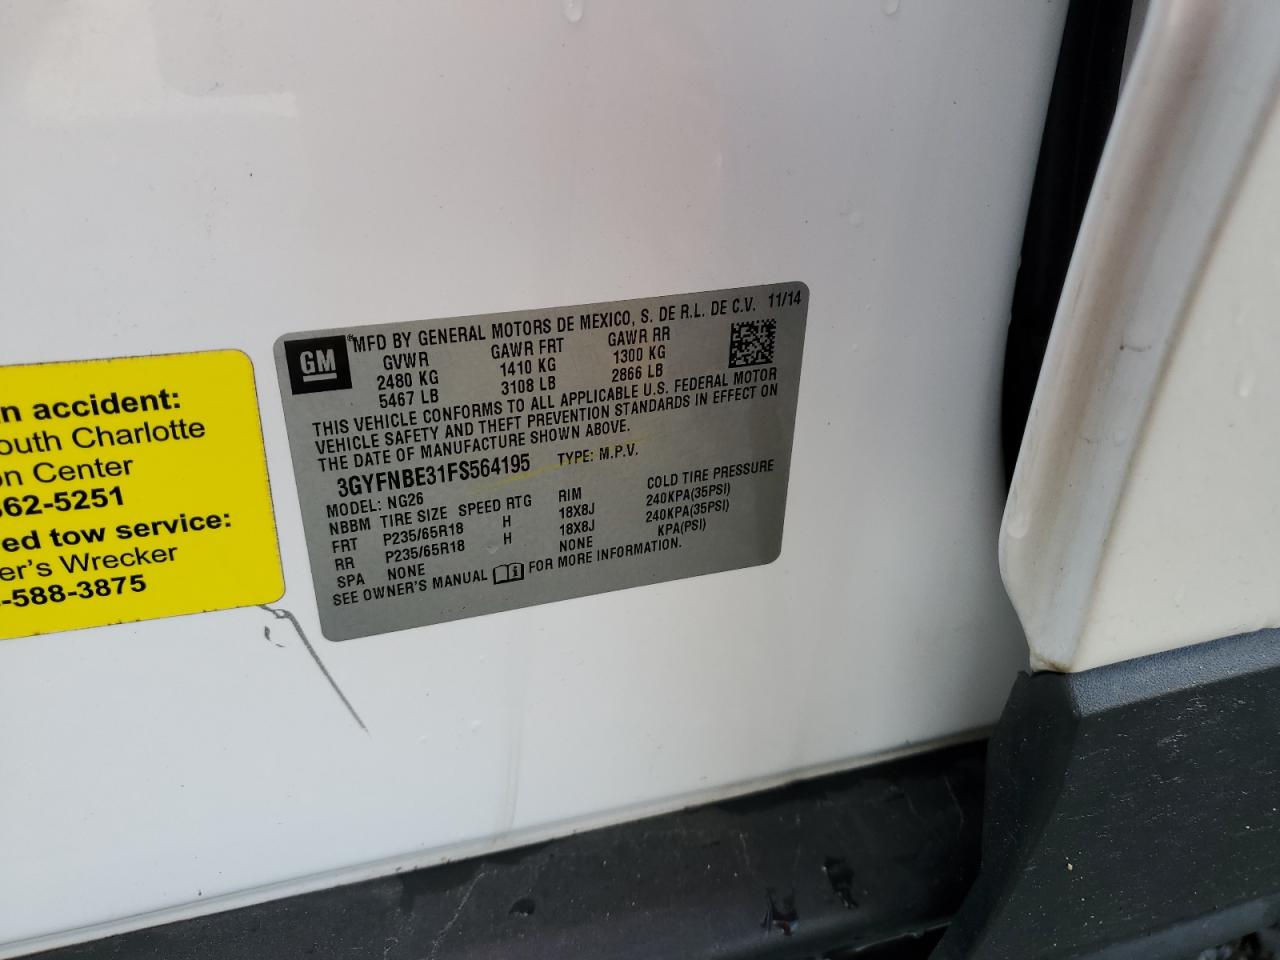 n accident:
outh Charlotte
on Center
62-5251
ed tow service:
er's Wrecker
-588-3875
GM ®MFD BY GENERAL MOTORS DE MEXICO, S. DE R.L. DE C.V. 11/14
GVWR GAWR FRT GAWR RR
2480 KG 1410 KG 1300 KG
5467 LB 3108 LB 2866 LB
THIS VEHICLE CONFORMS TO ALL APPLICABLE U.S. FEDERAL MOTOR
VEHICLE SAFETY AND THEFT PREVENTION STANDARDS IN EFFECT ON
THE DATE OF MANUFACTURE SHOWN ABOVE.
3GYFNBE31FS564195 TYPE: M.P.V.
MODEL: NG26
NBBM TIRE SIZE SPEED RTG RIM COLD TIRE PRESSURE
FRT P235/65R18 H 18X8J 240KPA(35PSI)
RR P235/65R18 H 18X8J 240KPA(35PSI)
SPA NONE NONE KPA(PSI)
SEE OWNER'S MANUAL FOR MORE INFORMATION.